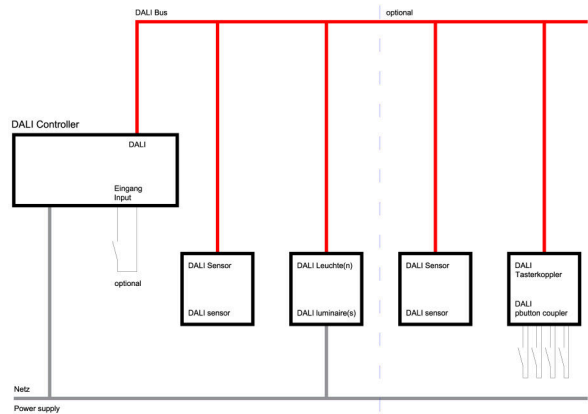 DALI Bus
optional
DALI Controller
DALI
Eingang
Input
optional
DALI Sensor
DALI sensor
DALI Leuchte(n)
DALI luminaire(s)
DALI Sensor
DALI sensor
DALI
Tasterkoppler
DALI
pbutton coupler
Netz
Power supply